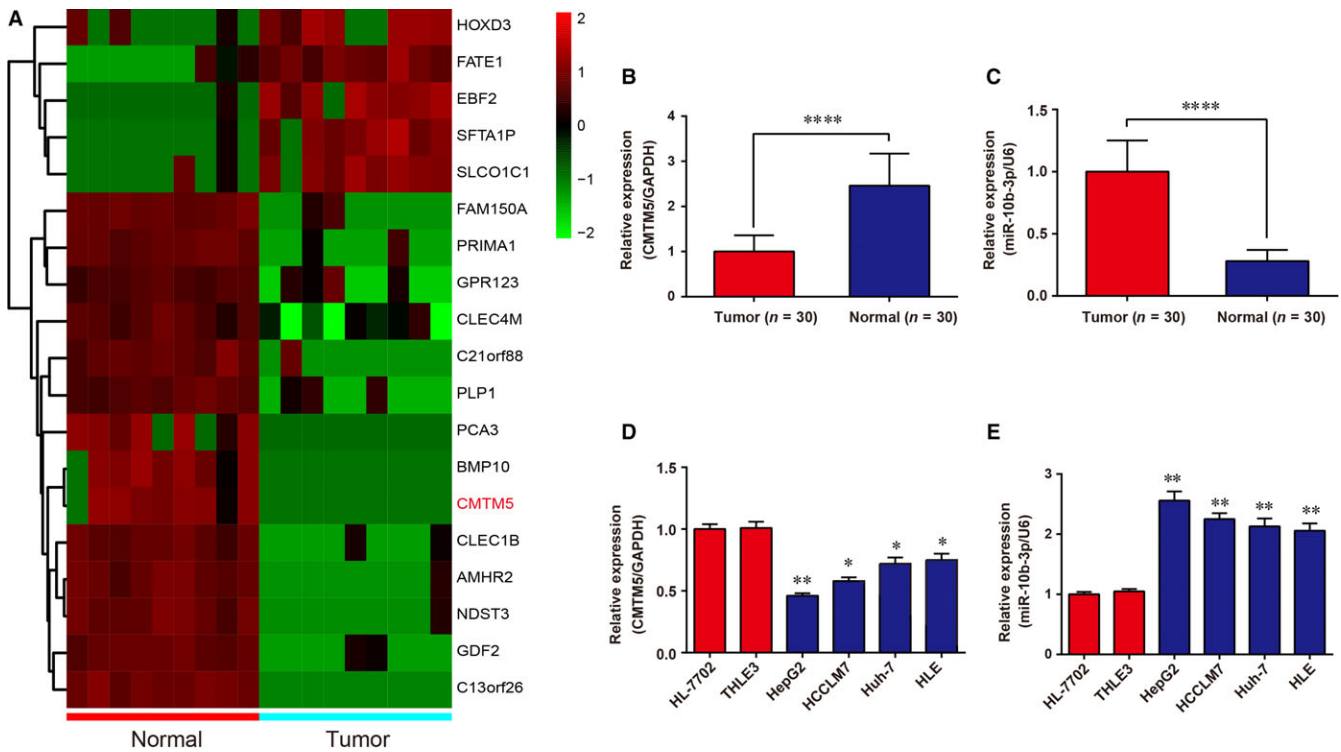 A
HOXD3
FATE1
EBF2
SFTA1P
SLCO1C1
FAM150A
PRIMA1
GPR123
CLEC4M
C21orf88
PLP1
PCA3
BMP10
CMTM5
CLEC1B
AMHR2
NDST3
GDF2
C13orf26
Normal
Tumor
2
1
0
−1
−2
B
Relative expression
(CMTM5/GAPDH)
4
3
2
1
0
****
Tumor (n = 30)
Normal (n = 30)
C
Relative expression
(miR-10b-3p/U6)
1.5
1.0
0.5
0.0
****
Tumor (n = 30)
Normal (n = 30)
D
Relative expression
(CMTM5/GAPDH)
1.5
1.0
0.5
0.0
**
*
*
*
HL-7702
THLE3
HepG2
HCCLM7
Huh-7
HLE
E
Relative expression
(miR-10b-3p/U6)
3
2
1
0
**
**
**
**
HL-7702
THLE3
HepG2
HCCLM7
Huh-7
HLE